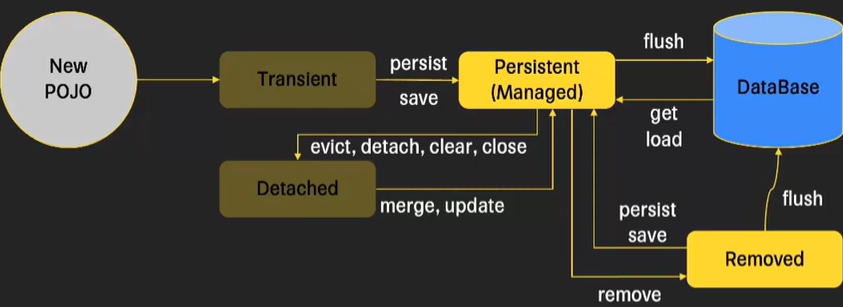 New
POJO
Transient
persist
save
Persistent
(Managed)
flush
DataBase
get
load
evict, detach, clear, close
Detached
merge, update
persist
save
flush
Removed
remove